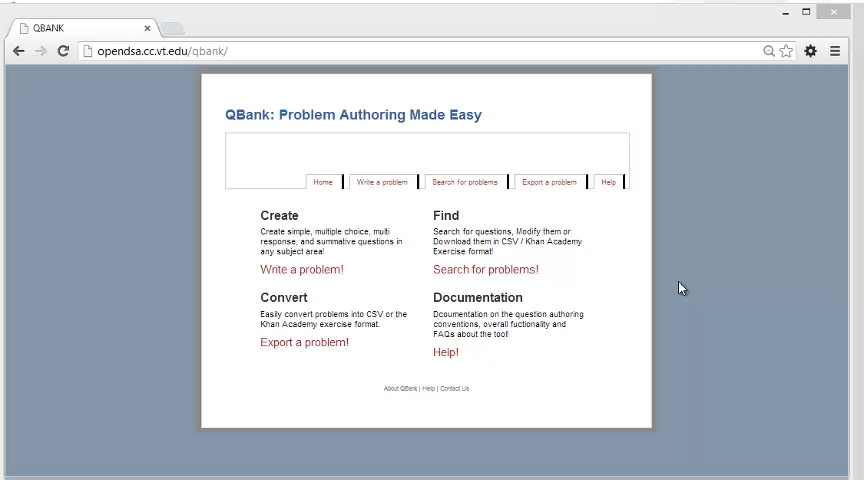 QBANK
opendsa.cc.vt.edu/qbank/
QBank: Problem Authoring Made Easy
Home Write a problem Search for problems Export a problem Help
Create
Create simple, multiple choice, multi
response, and summative questions in
any subject area!
Write a problem!
Find
Search for questions, Modify them or
Download them in CSV / Khan Academy
Exercise format!
Search for problems!
Convert
Easily convert problems into CSV or the
Khan Academy exercise format.
Export a problem!
Documentation
Dcoumentation on the question authoring
conventions, overall fuctionality and
FAQs about the tool!
Help!
About QBank | Help | Contact Us